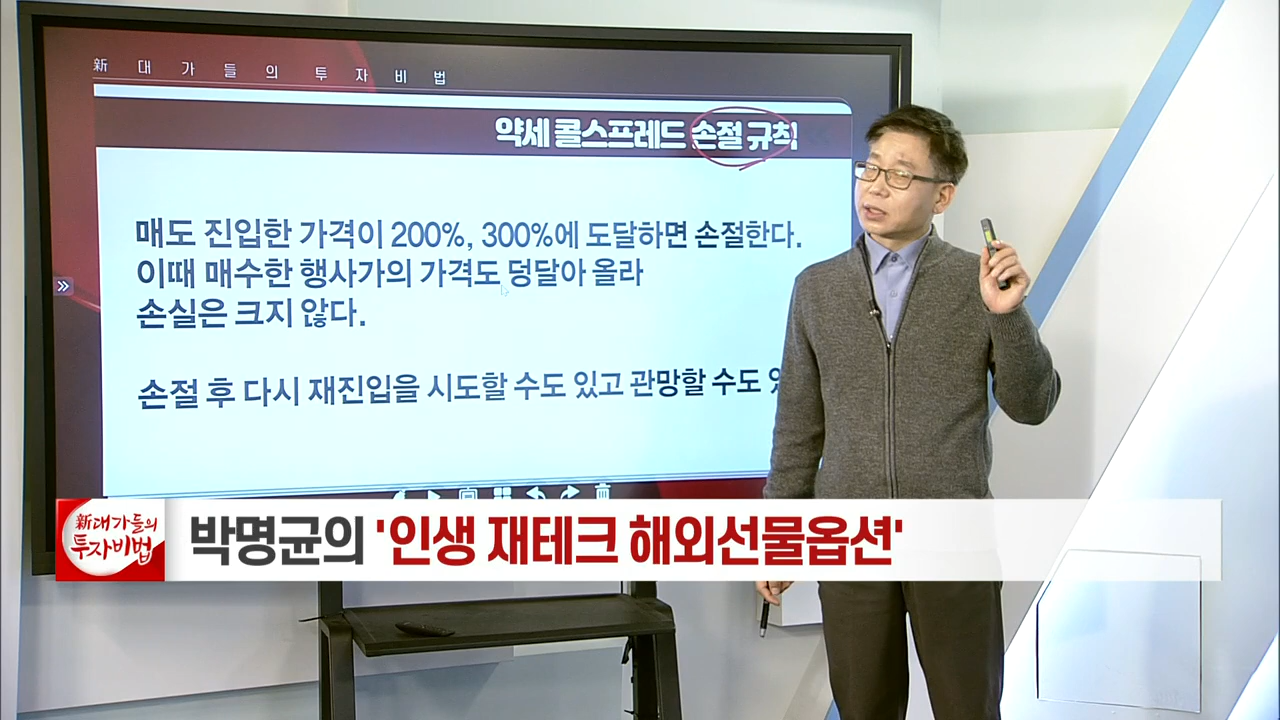 新대가들의 투자비법
약세 콜스프레드 손절 규칙
매도 진입한 가격이 200%, 300%에 도달하면 손절한다.
이때 매수한 행사가의 가격도 덩달아 올라
손실은 크지 않다.
손절 후 다시 재진입을 시도할 수도 있고 관망할 수도
新대가들의
투자비법
박명균의 '인생 재테크 해외선물옵션'